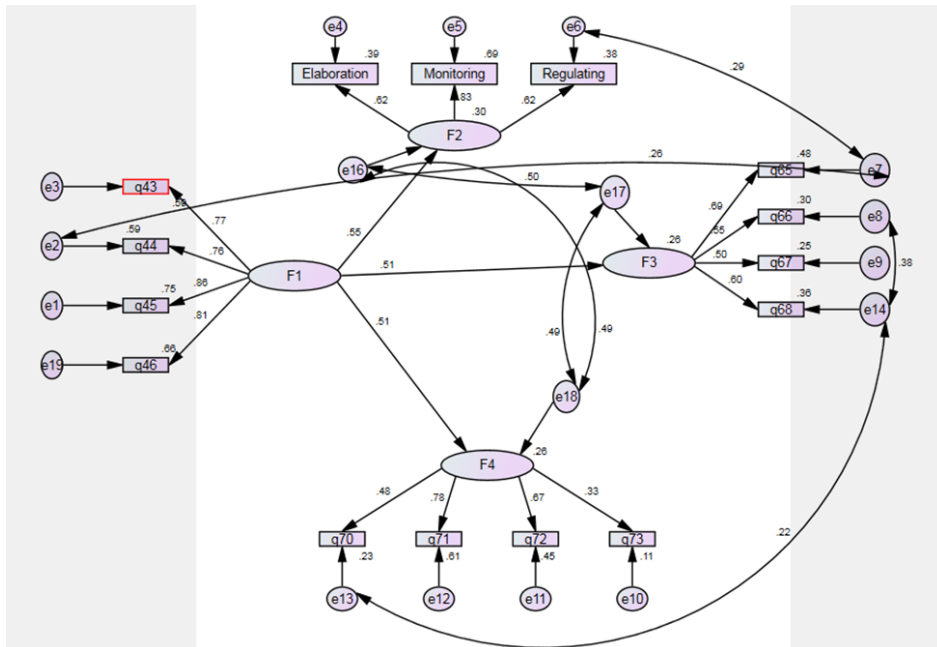 e4 e5 e6
.39 .69 .38
Elaboration Monitoring Regulating
.29
.62 .83 .62
.30
F2
e16 .26 .48
q65 e7
e3 q43 .50 e17
.77 .59 .69 .30
q66 e8
e2 .59 q44 .76 .55 .55
.26 .25
F1 .51 F3 .50 q67 e9
.86 .60 .38
.75 .36
e1 q45 q68 e14
.81 .51
.49 .49
.66
e19 q46
e18
.26
F4
.48 .78 .67 .33
.22
q70 q71 q72 q73
.23 .61 .45 .11
e13 e12 e11 e10